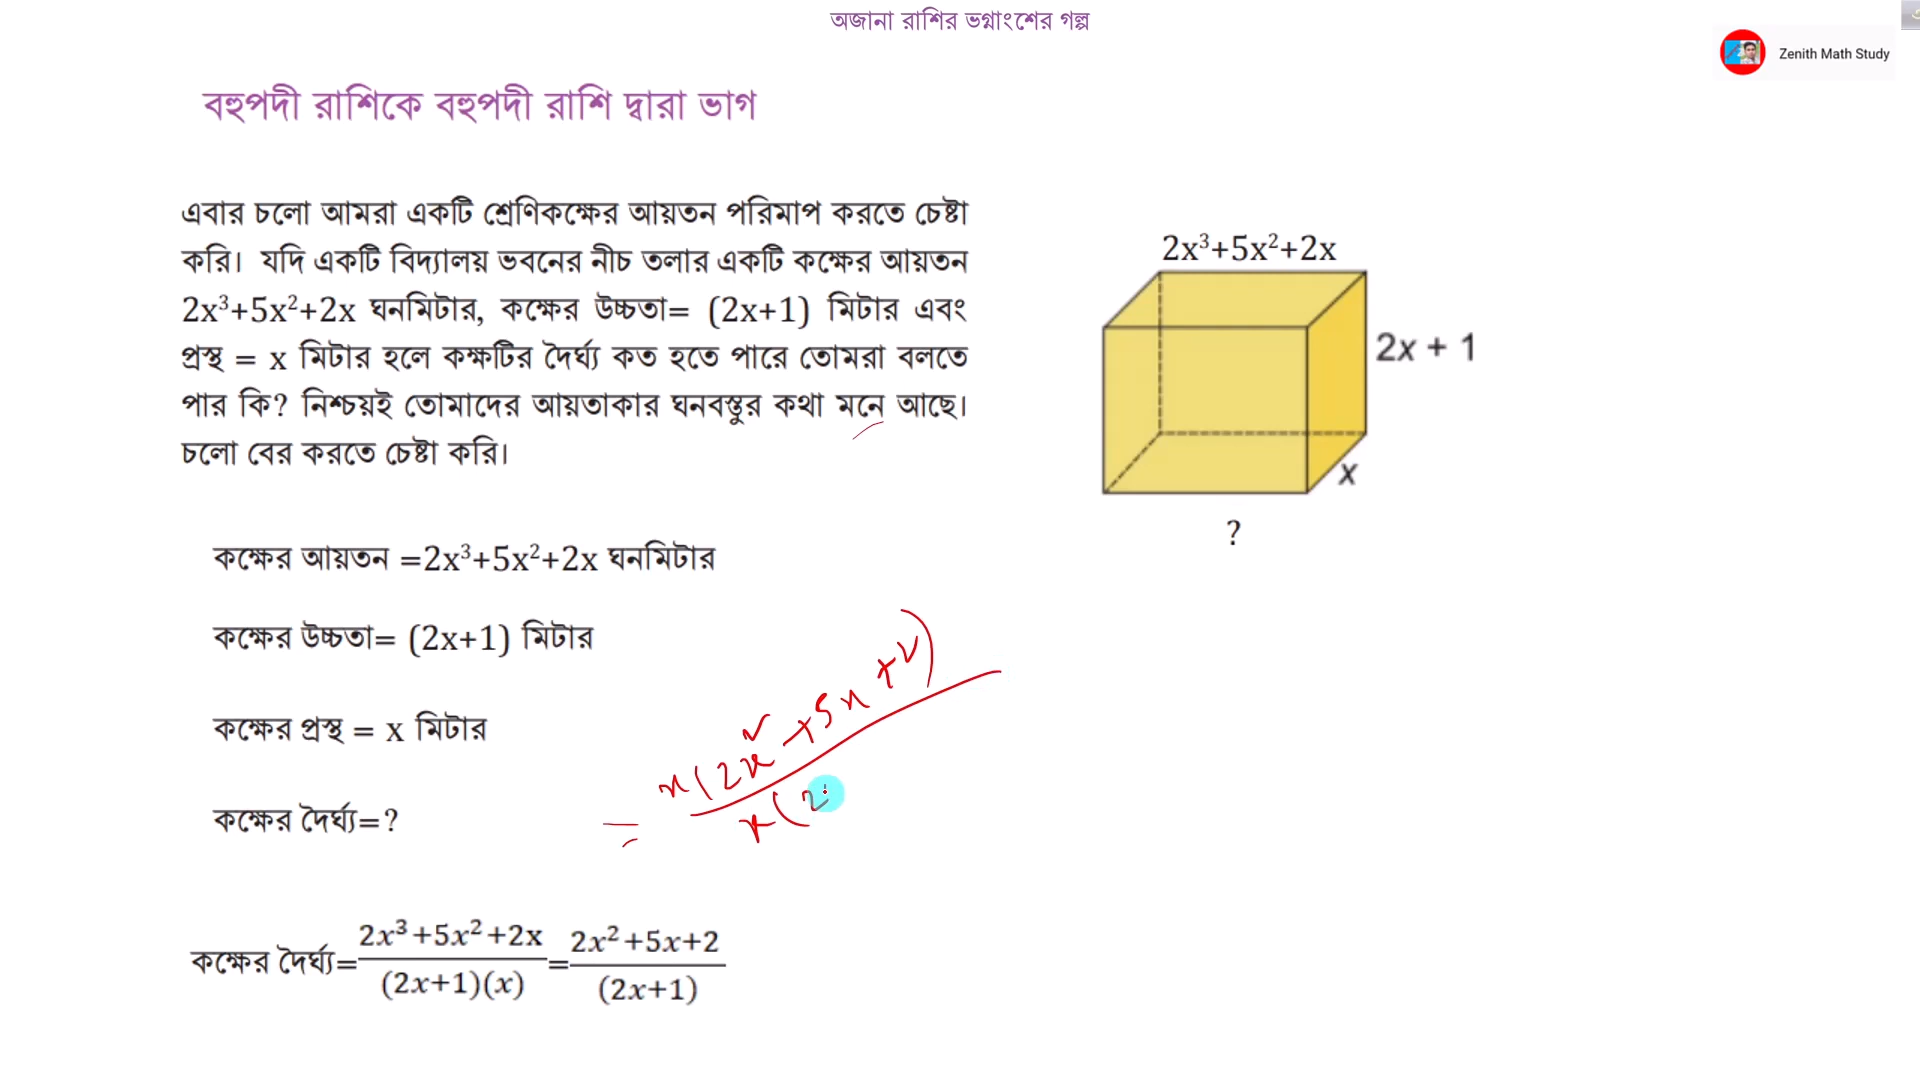 অজানা রাশির ভগ্নাংশের গল্প
Zenith Math Study
বহুপদী রাশিকে বহুপদী রাশি দ্বারা ভাগ
এবার চলো আমরা একটি শ্রেণিকক্ষের আয়তন পরিমাপ করতে চেষ্টা
করি। যদি একটি বিদ্যালয় ভবনের নীচ তলার একটি কক্ষের আয়তন
2x³+5x²+2x ঘনমিটার, কক্ষের উচ্চতা= (2x+1) মিটার এবং
প্রস্থ = x মিটার হলে কক্ষটির দৈর্ঘ্য কত হতে পারে তোমরা বলতে
পার কি? নিশ্চয়ই তোমাদের আয়তাকার ঘনবস্তুর কথা মনে আছে।
চলো বের করতে চেষ্টা করি।
2x³+5x²+2x
2x + 1
x
?
কক্ষের আয়তন =2x³+5x²+2x ঘনমিটার
কক্ষের উচ্চতা= (2x+1) মিটার
কক্ষের প্রস্থ = x মিটার
কক্ষের দৈর্ঘ্য=?
x(2x² +5x +2)
= x(2
কক্ষের দৈর্ঘ্য= 2x³+5x²+2x / (2x+1)(x) = 2x²+5x+2 / (2x+1)